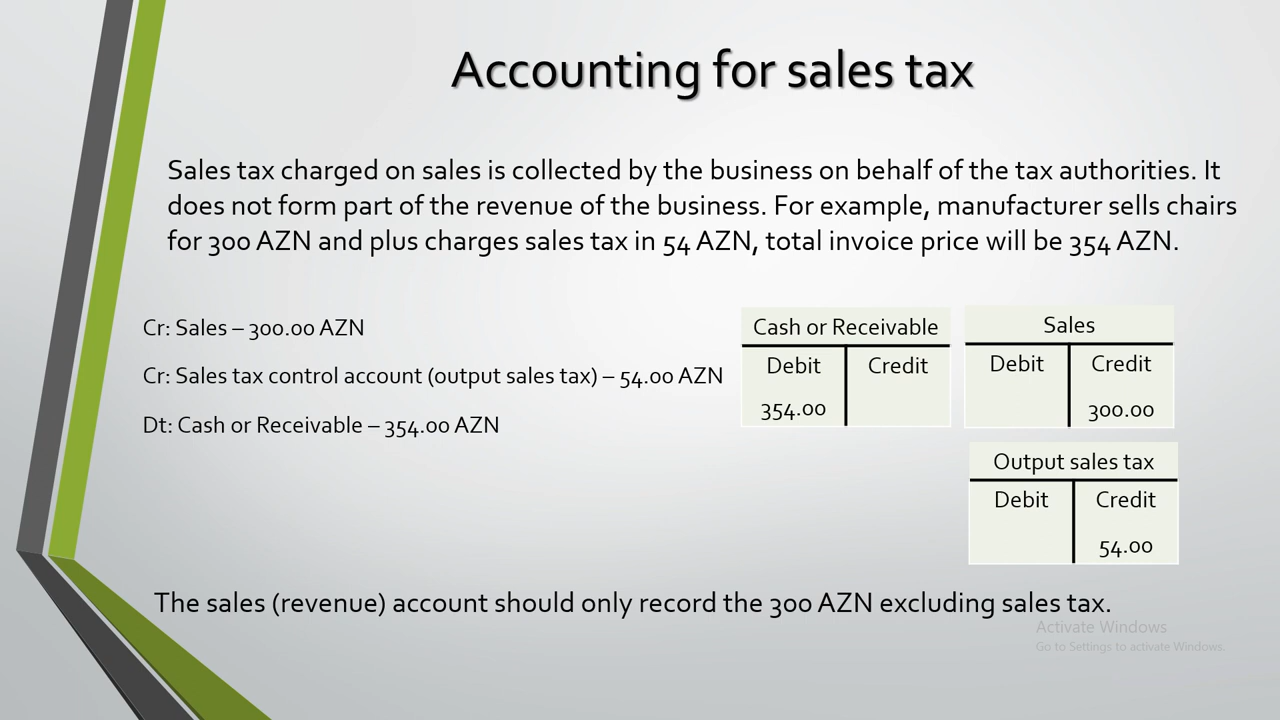 Accounting for sales tax
Sales tax charged on sales is collected by the business on behalf of the tax authorities. It
does not form part of the revenue of the business. For example, manufacturer sells chairs
for 300 AZN and plus charges sales tax in 54 AZN, total invoice price will be 354 AZN.
Cr: Sales – 300.00 AZN
Cr: Sales tax control account (output sales tax) – 54.00 AZN
Dt: Cash or Receivable – 354.00 AZN
Cash or Receivable
Debit Credit
354.00
Sales
Debit Credit
300.00
Output sales tax
Debit Credit
54.00
The sales (revenue) account should only record the 300 AZN excluding sales tax.
Activate Windows
Go to Settings to activate Windows.